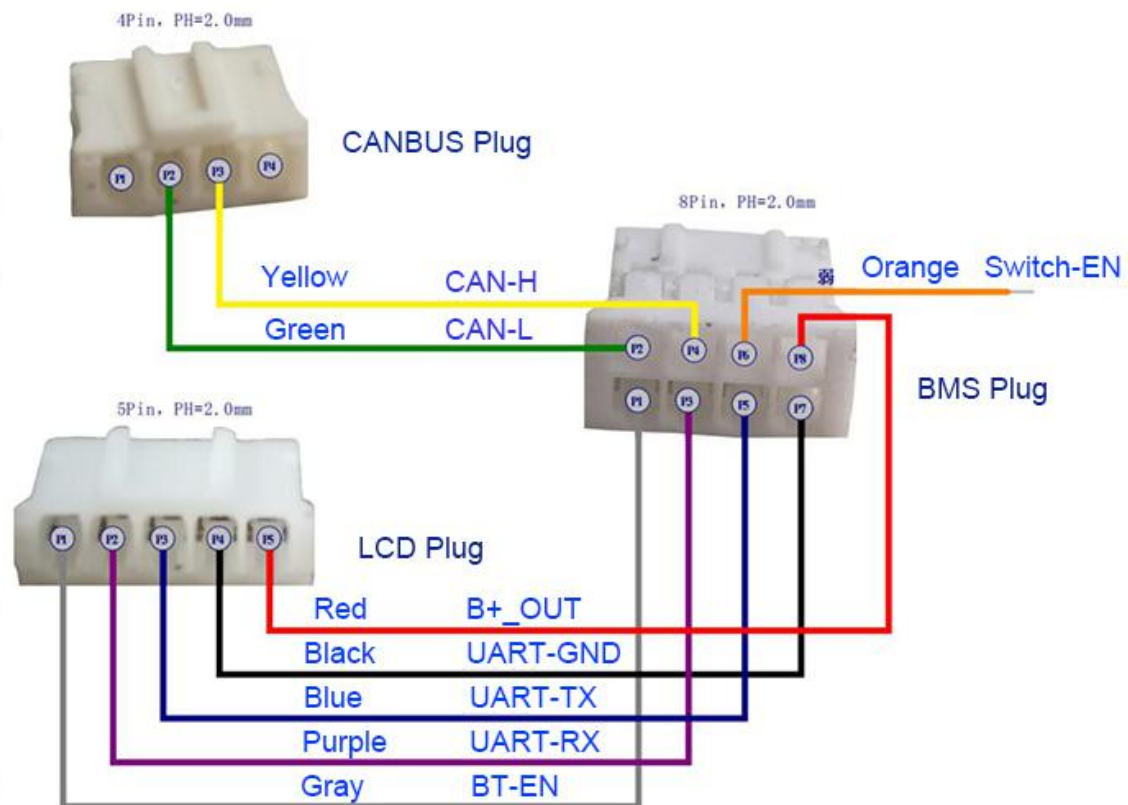 4Pin, PH=2.0mm
CANBUS Plug
P1 P2 P3 P4
8Pin, PH=2.0mm
Yellow CAN-H
Orange Switch-EN
弱
Green CAN-L
P2 P4 P6 P8
BMS Plug
P1 P3 P5 P7
5Pin, PH=2.0mm
P1 P2 P3 P4 P5
LCD Plug
Red B+_OUT
Black UART-GND
Blue UART-TX
Purple UART-RX
Gray BT-EN